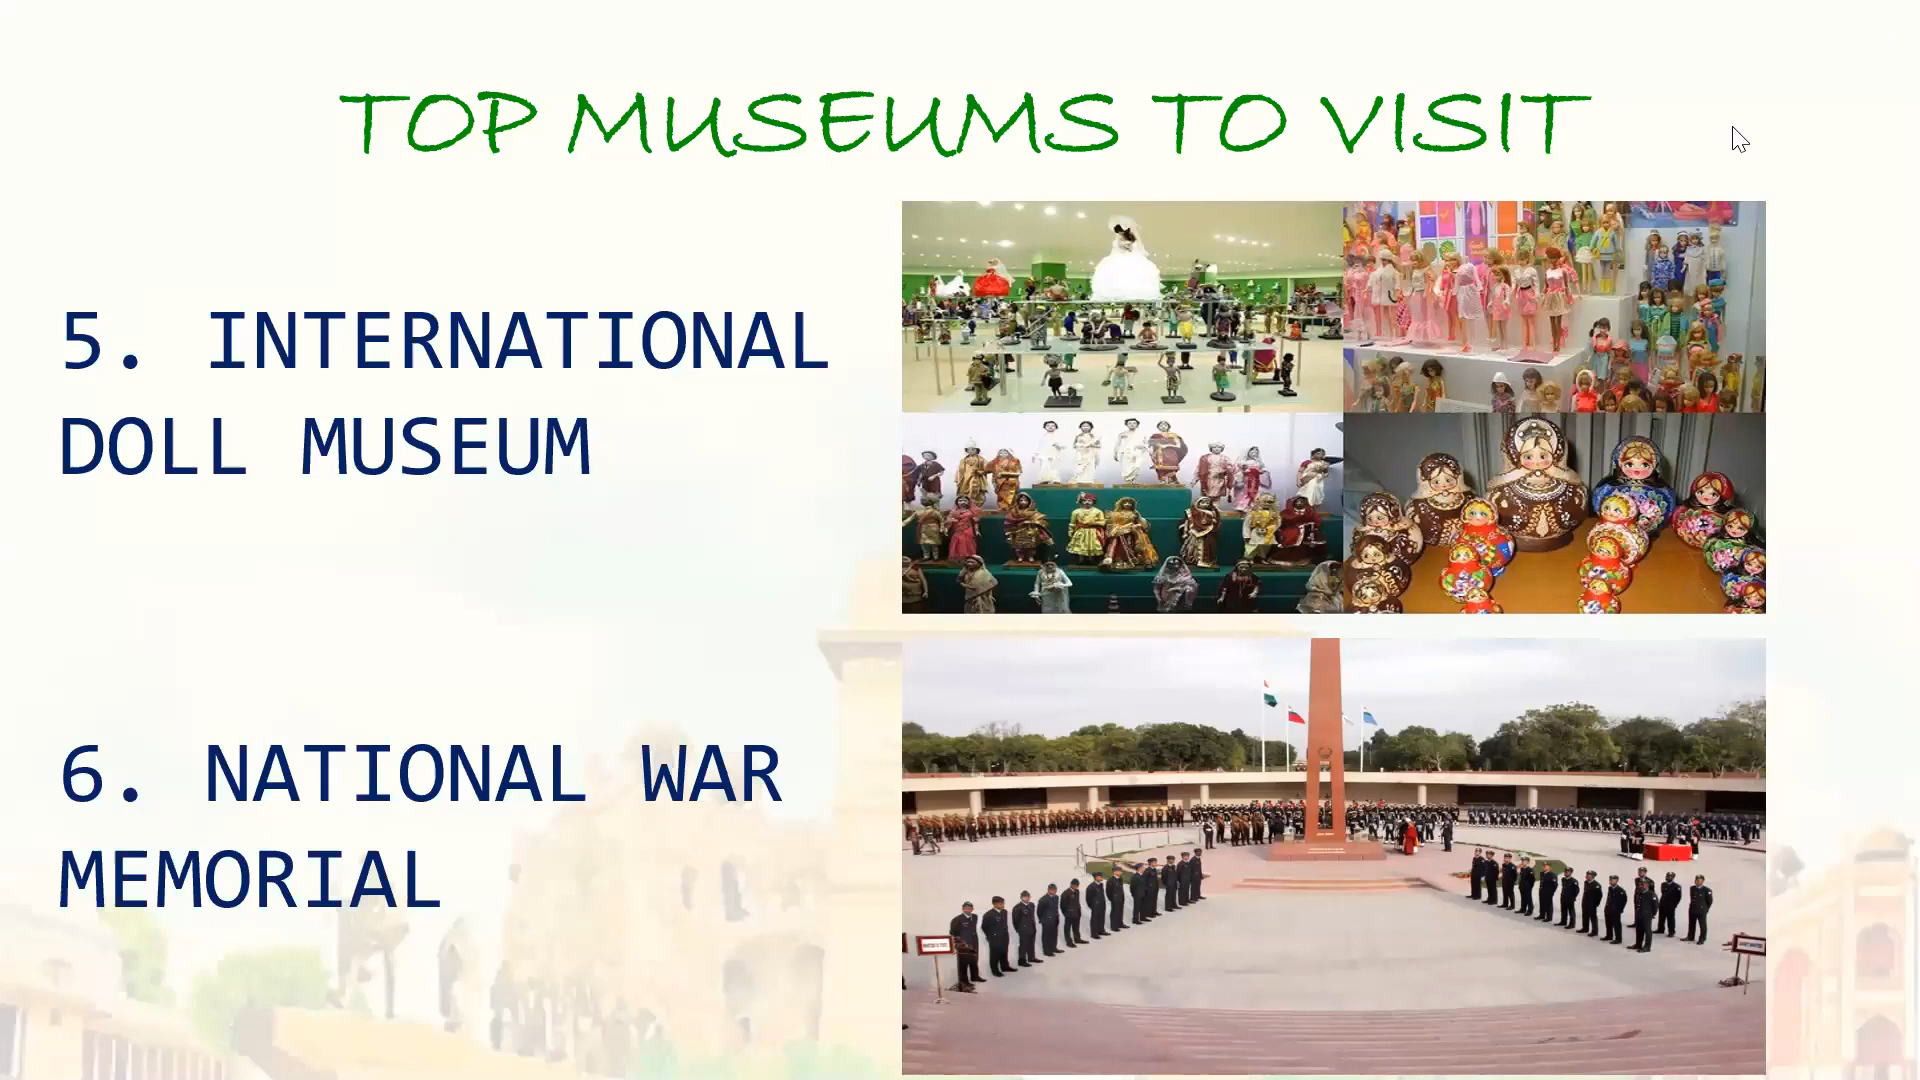 TOP MUSEUMS TO VISIT
5. INTERNATIONAL
DOLL MUSEUM
6. NATIONAL WAR
MEMORIAL